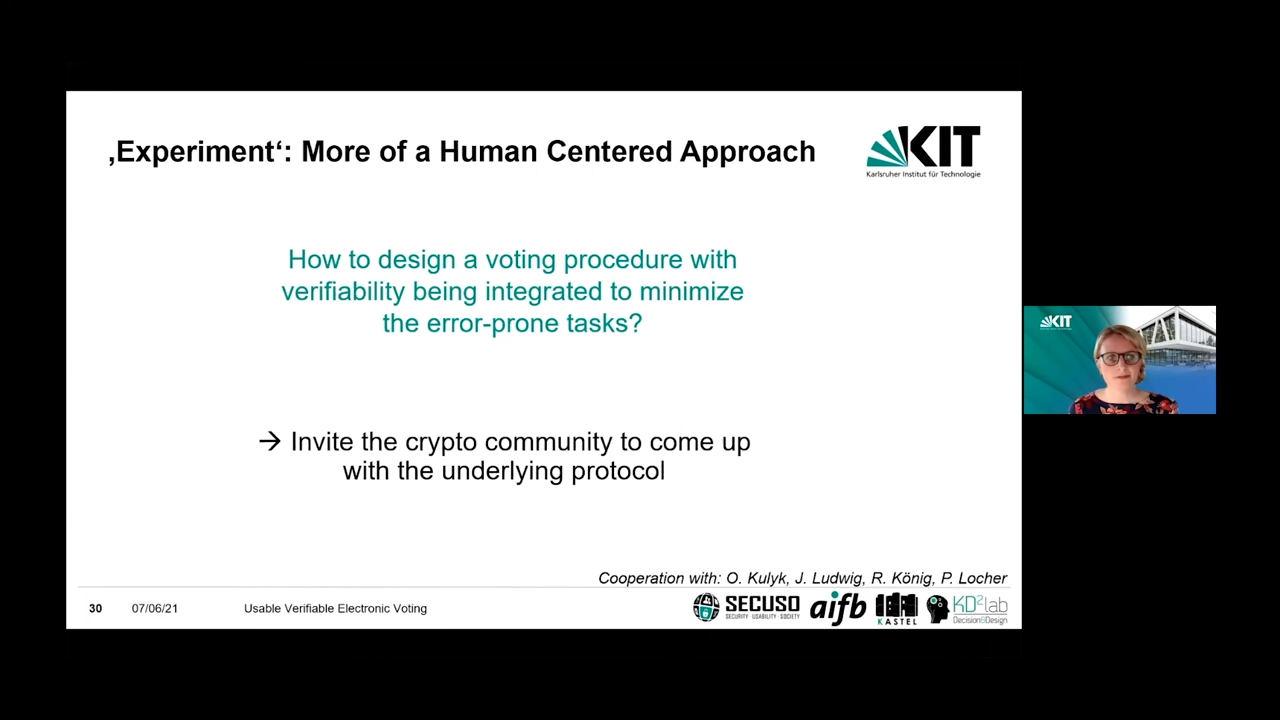 ‚Experiment‘: More of a Human Centered Approach
KIT
Karlsruher Institut für Technologie
How to design a voting procedure with
verifiability being integrated to minimize
the error-prone tasks?
→ Invite the crypto community to come up
with the underlying protocol
Cooperation with: O. Kulyk, J. Ludwig, R. König, P. Locher
30 07/06/21 Usable Verifiable Electronic Voting
SECUSO
SECURITY · USABILITY · SOCIETY
aifb
KASTEL
KD²lab
Decision&Design
KIT